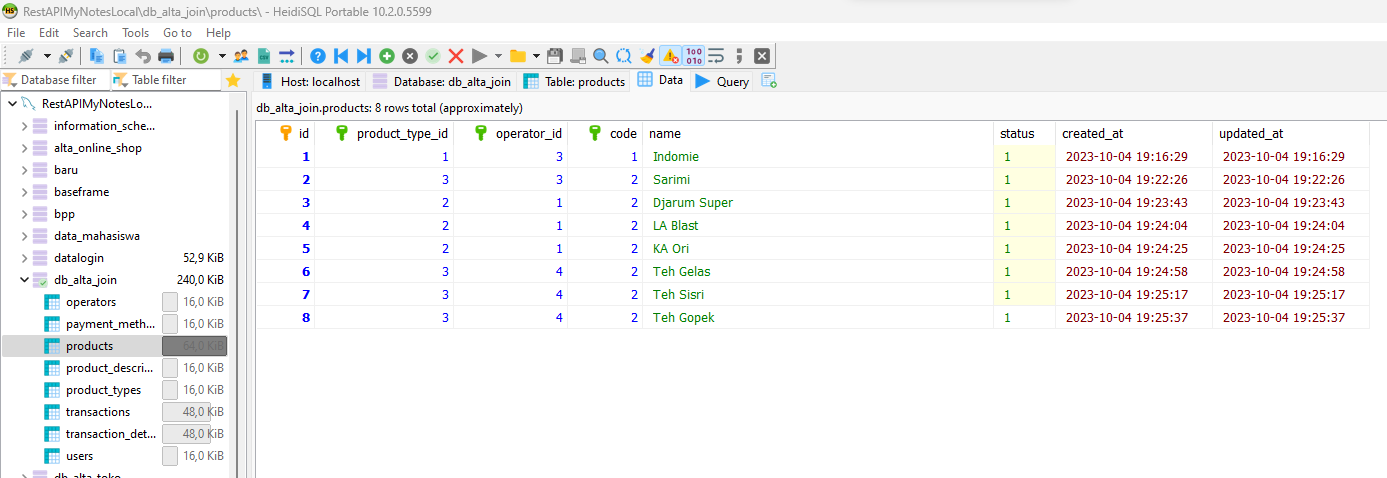 RestAPIMyNotesLocal\db_alta_join\products\ - HeidiSQL Portable 10.2.0.5599
File Edit Search Tools Go to Help
Database filter Table filter
Host: localhost Database: db_alta_join Table: products Data Query
RestAPIMyNotesLo...
information_sche...
alta_online_shop
baru
baseframe
bpp
data_mahasiswa
datalogin 52,9 KiB
db_alta_join 240,0 KiB
operators 16,0 KiB
payment_meth... 16,0 KiB
products 64,0 KiB
product_descri... 16,0 KiB
product_types 16,0 KiB
transactions 48,0 KiB
transaction_det... 48,0 KiB
users 16,0 KiB
db_alta_toko
db_alta_join.products: 8 rows total (approximately)
id product_type_id operator_id code name status created_at updated_at
1 1 3 1 Indomie 1 2023-10-04 19:16:29 2023-10-04 19:16:29
2 3 3 2 Sarimi 1 2023-10-04 19:22:26 2023-10-04 19:22:26
3 2 1 2 Djarum Super 1 2023-10-04 19:23:43 2023-10-04 19:23:43
4 2 1 2 LA Blast 1 2023-10-04 19:24:04 2023-10-04 19:24:04
5 2 1 2 KA Ori 1 2023-10-04 19:24:25 2023-10-04 19:24:25
6 3 4 2 Teh Gelas 1 2023-10-04 19:24:58 2023-10-04 19:24:58
7 3 4 2 Teh Sisri 1 2023-10-04 19:25:17 2023-10-04 19:25:17
8 3 4 2 Teh Gopek 1 2023-10-04 19:25:37 2023-10-04 19:25:37